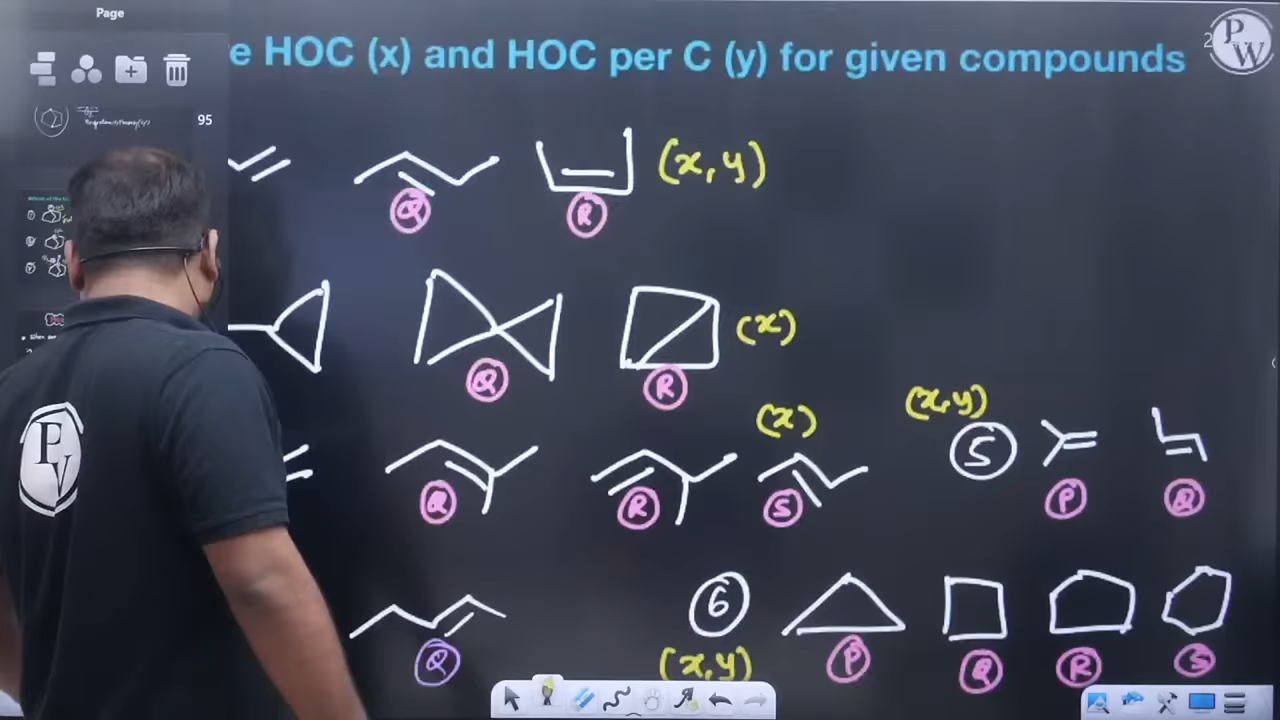 Page
e HOC (x) and HOC per C (y) for given compounds
PW
95
Q R (x, y)
Q R (x)
(x) (x,y)
Q R S 5 P Q
PW
Q 6 P Q R S
(x,y)